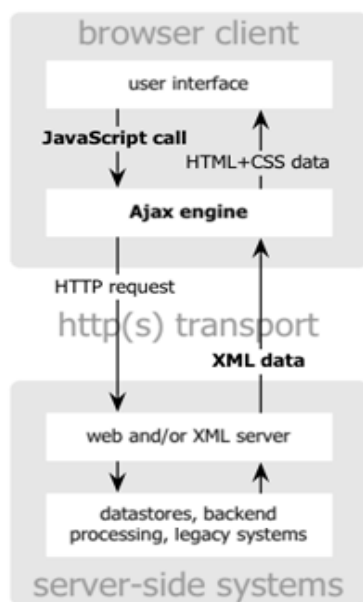 browser client
user interface
JavaScript call
HTML+CSS data
Ajax engine
HTTP request
http(s) transport
XML data
web and/or XML server
datastores, backend
processing, legacy systems
server-side systems